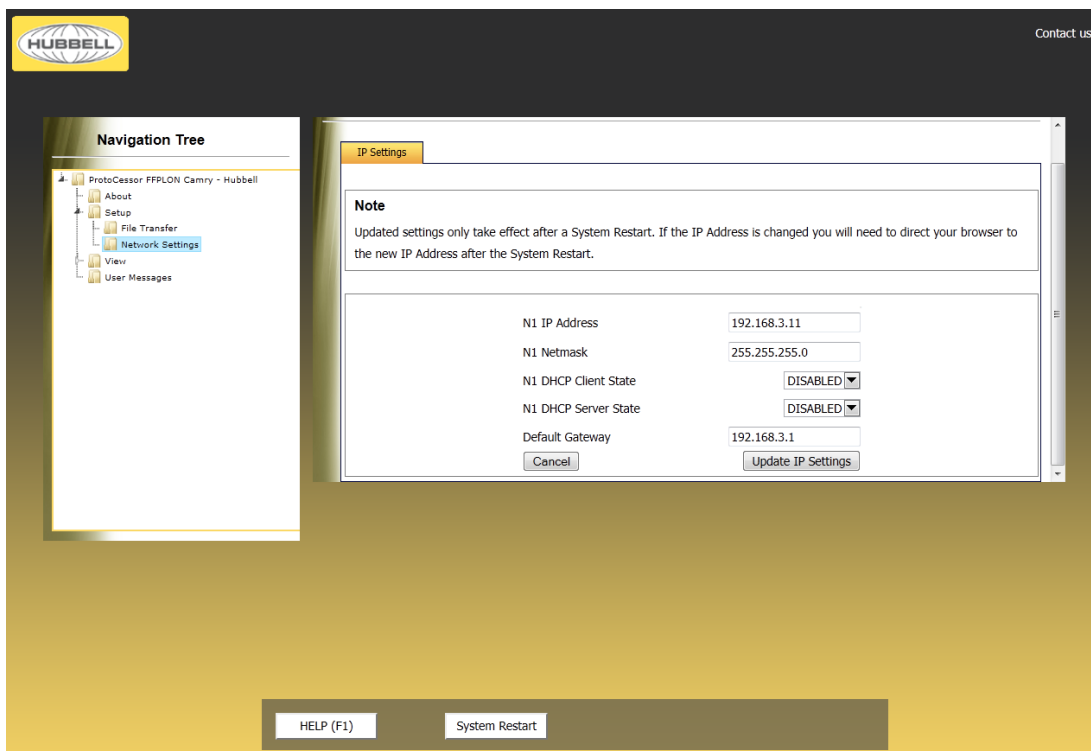 HUBBELL
Contact us
Navigation Tree
ProtoCessor FFPLON Camry - Hubbell
About
Setup
File Transfer
Network Settings
View
User Messages
IP Settings
Note
Updated settings only take effect after a System Restart. If the IP Address is changed you will need to direct your browser to
the new IP Address after the System Restart.
N1 IP Address 192.168.3.11
N1 Netmask 255.255.255.0
N1 DHCP Client State DISABLED
N1 DHCP Server State DISABLED
Default Gateway 192.168.3.1
Cancel Update IP Settings
HELP (F1) System Restart